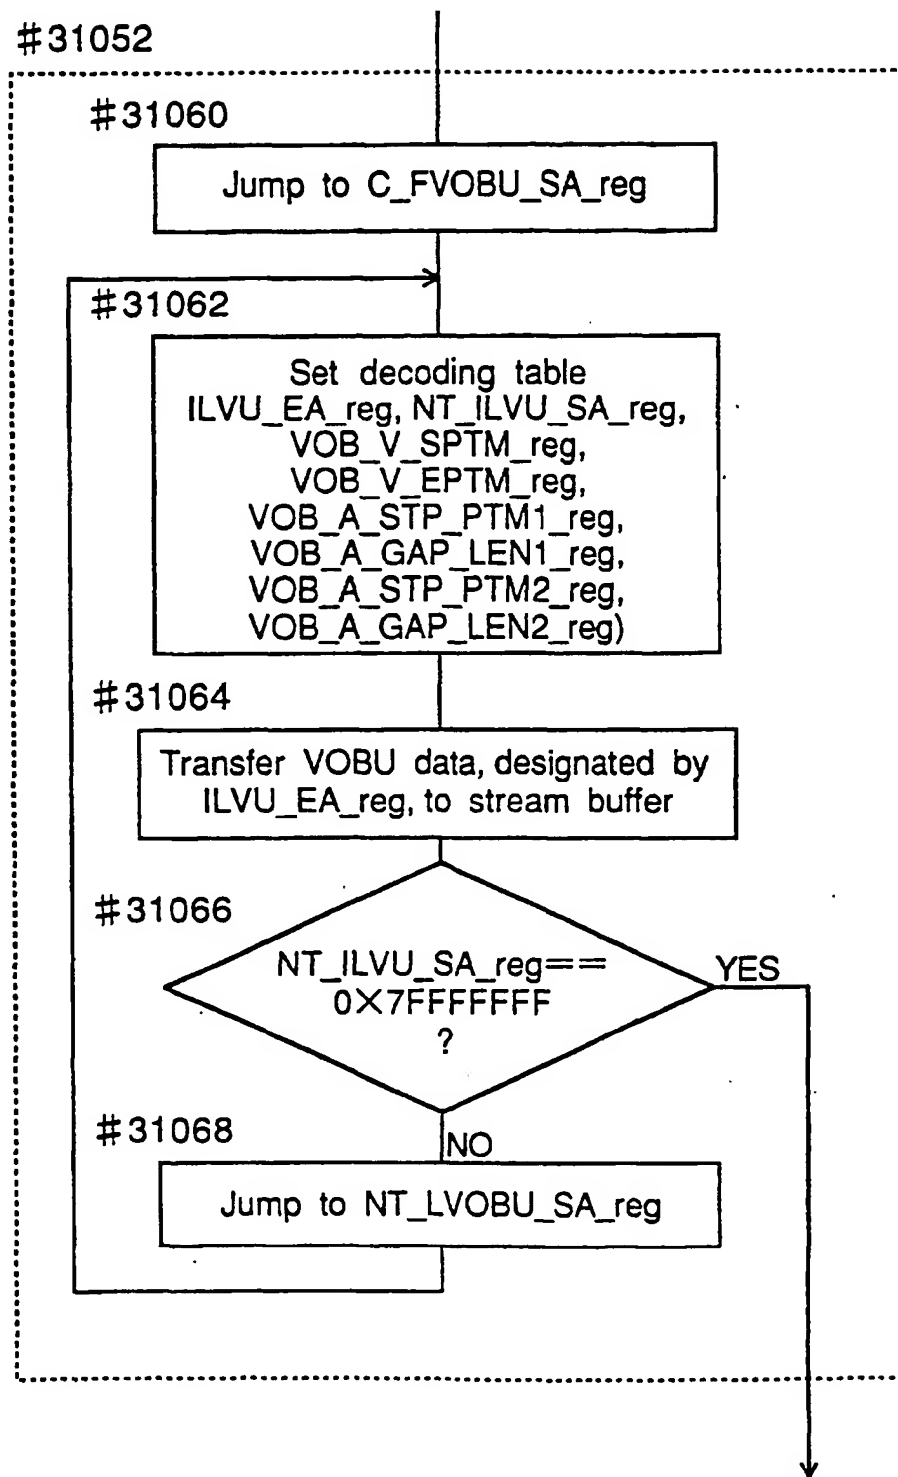 #31052
#31060
Jump to C_FVOBU_SA_reg
#31062
Set decoding table
ILVU_EA_reg, NT_ILVU_SA_reg,
VOB_V_SPTM_reg,
VOB_V_EPTM_reg,
VOB_A_STP_PTM1_reg,
VOB_A_GAP_LEN1_reg,
VOB_A_STP_PTM2_reg,
VOB_A_GAP_LEN2_reg)
#31064
Transfer VOBU data, designated by
ILVU_EA_reg, to stream buffer
#31066
NT_ILVU_SA_reg==
0X7FFFFFFF
?
YES
#31068
NO
Jump to NT_LVOBU_SA_reg